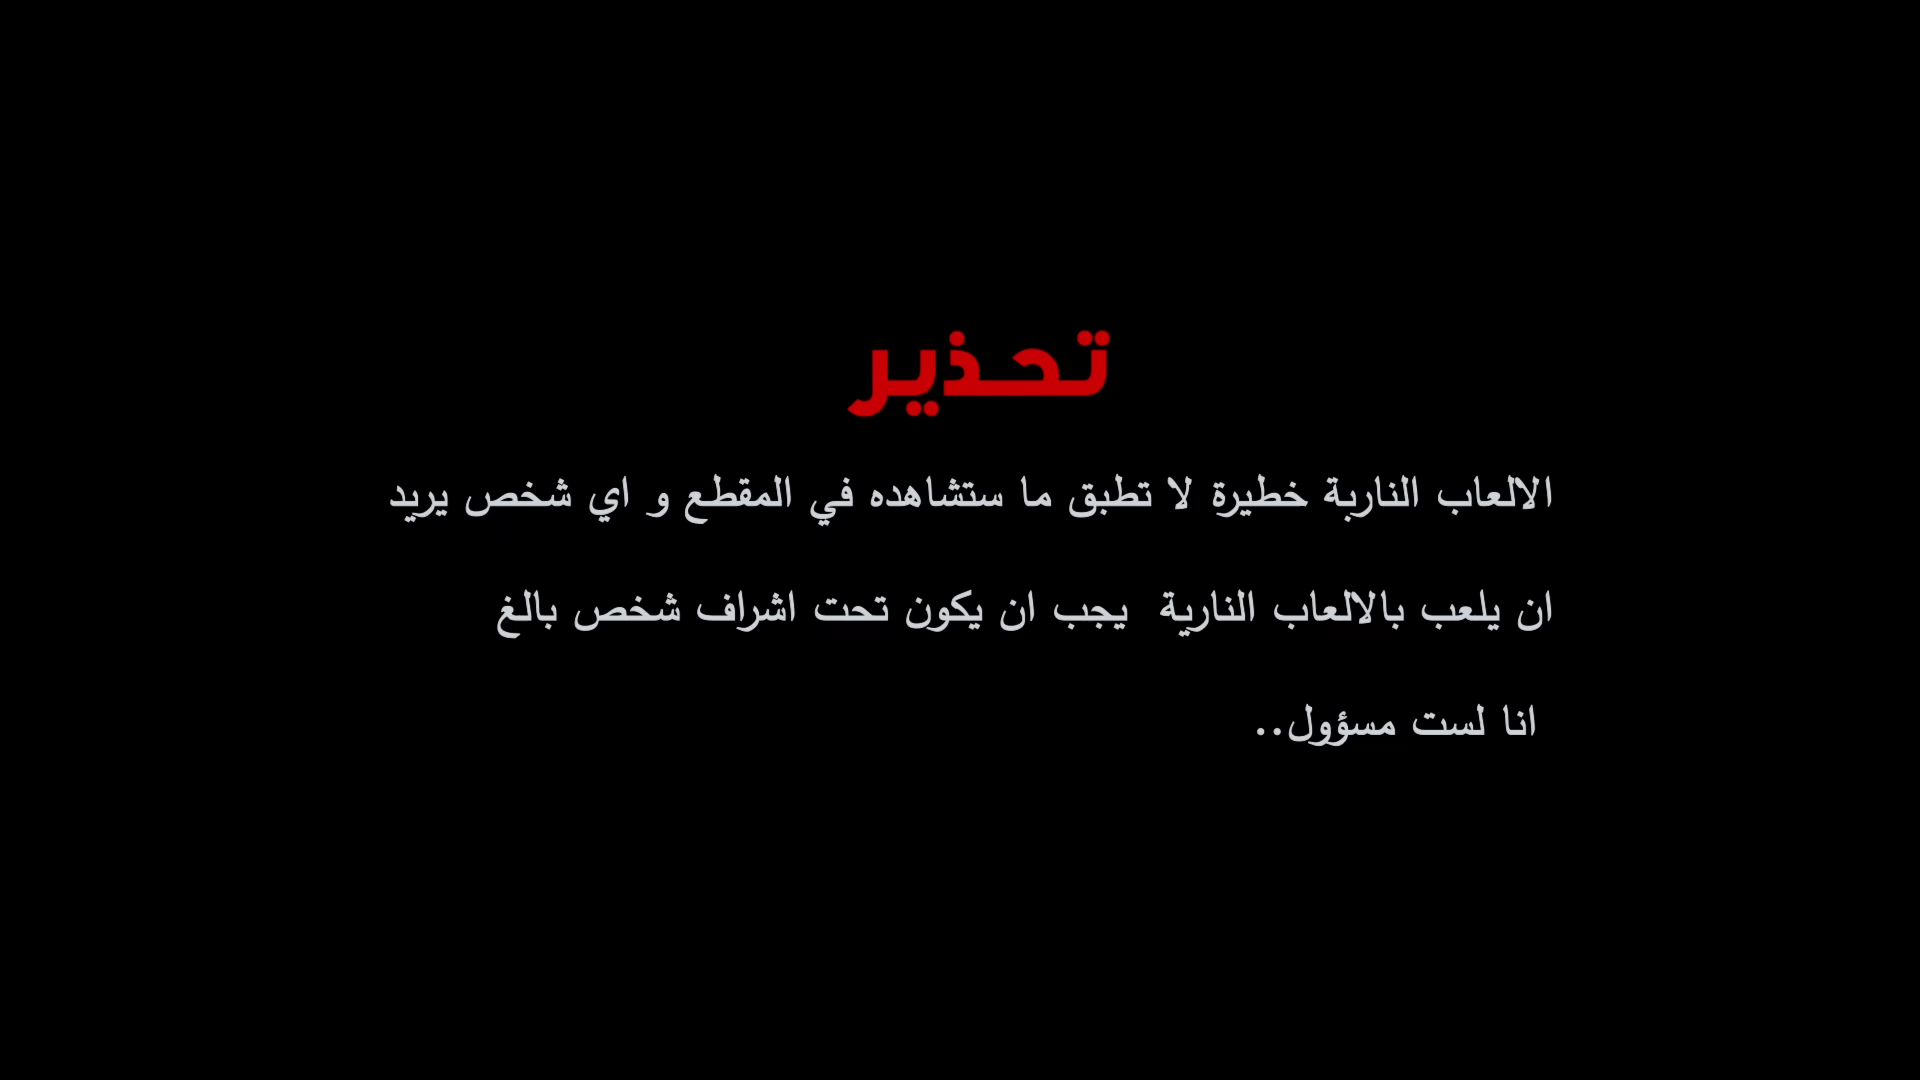 تحذير
الالعاب الناربة خطيرة لا تطبق ما ستشاهده في المقطع و اي شخص يريد
ان يلعب بالالعاب النارية يجب ان يكون تحت اشراف شخص بالغ
انا لست مسؤول..